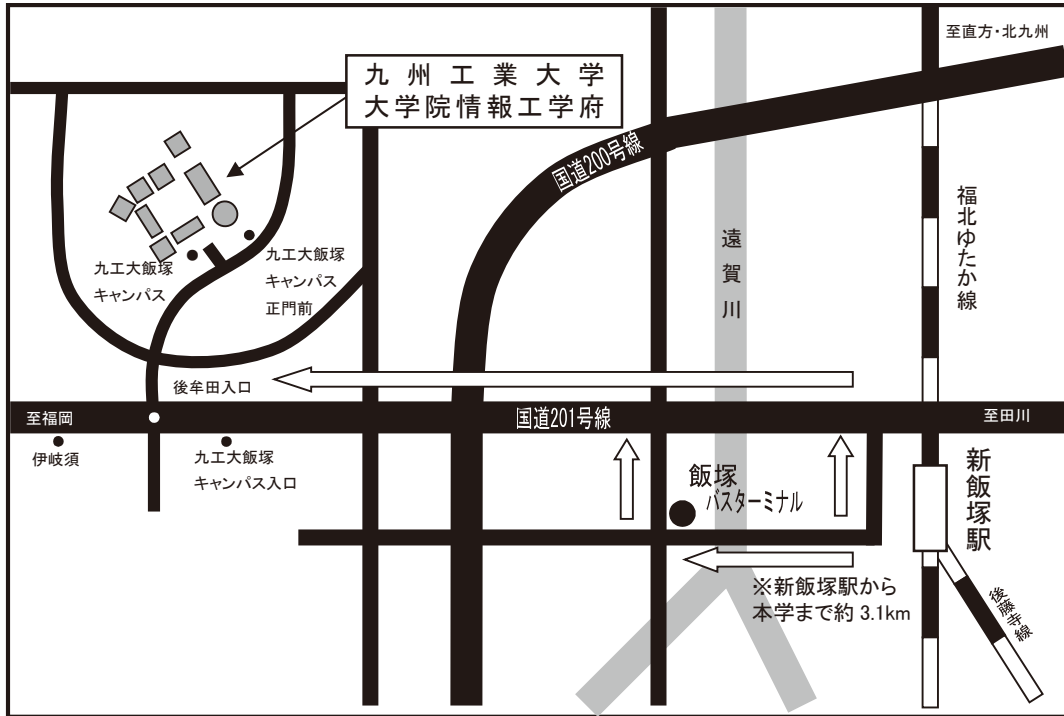 至直方・北九州
九州工業大学
大学院情報工学府
国道200号線
福北ゆたか線
遠賀川
九工大飯塚
キャンパス
九工大飯塚
キャンパス
正門前
後牟田入口
至福岡
国道201号線
至田川
伊岐須
九工大飯塚
キャンパス入口
飯塚
バスターミナル
新飯塚駅
※新飯塚駅から
本学まで約 3.1km
後藤寺線